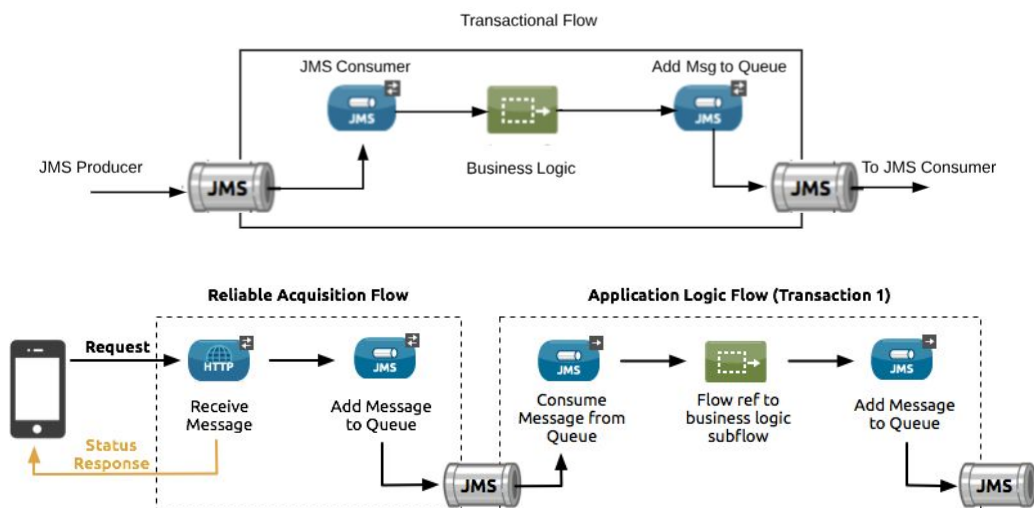 Transactional Flow
JMS Consumer
Add Msg to Queue
JMS
JMS
Business Logic
JMS Producer
JMS
JMS
To JMS Consumer
Reliable Acquisition Flow
Application Logic Flow (Transaction 1)
Request
HTTP
JMS
JMS
JMS
Receive
Message
Add Message
to Queue
Consume
Message from
Queue
Flow ref to
business logic
subflow
Add Message
to Queue
Status
Response
JMS
JMS